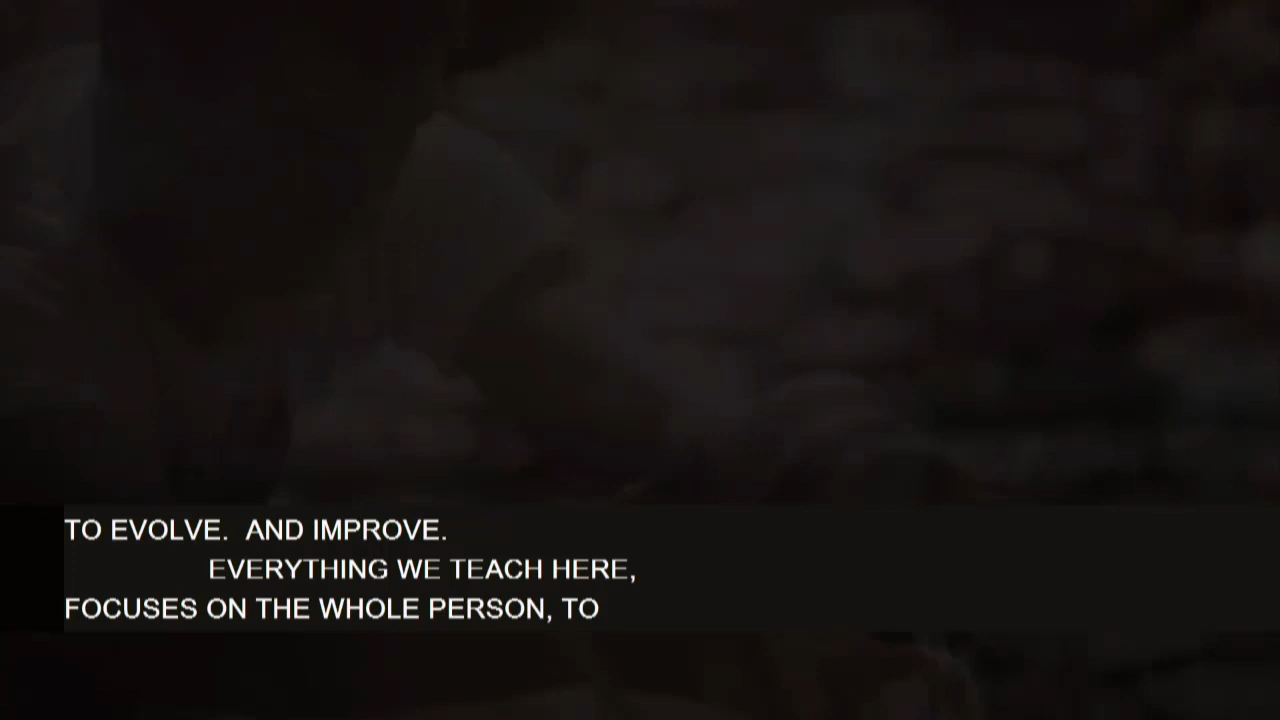 TO EVOLVE.  AND IMPROVE.
EVERYTHING WE TEACH HERE,
FOCUSES ON THE WHOLE PERSON, TO